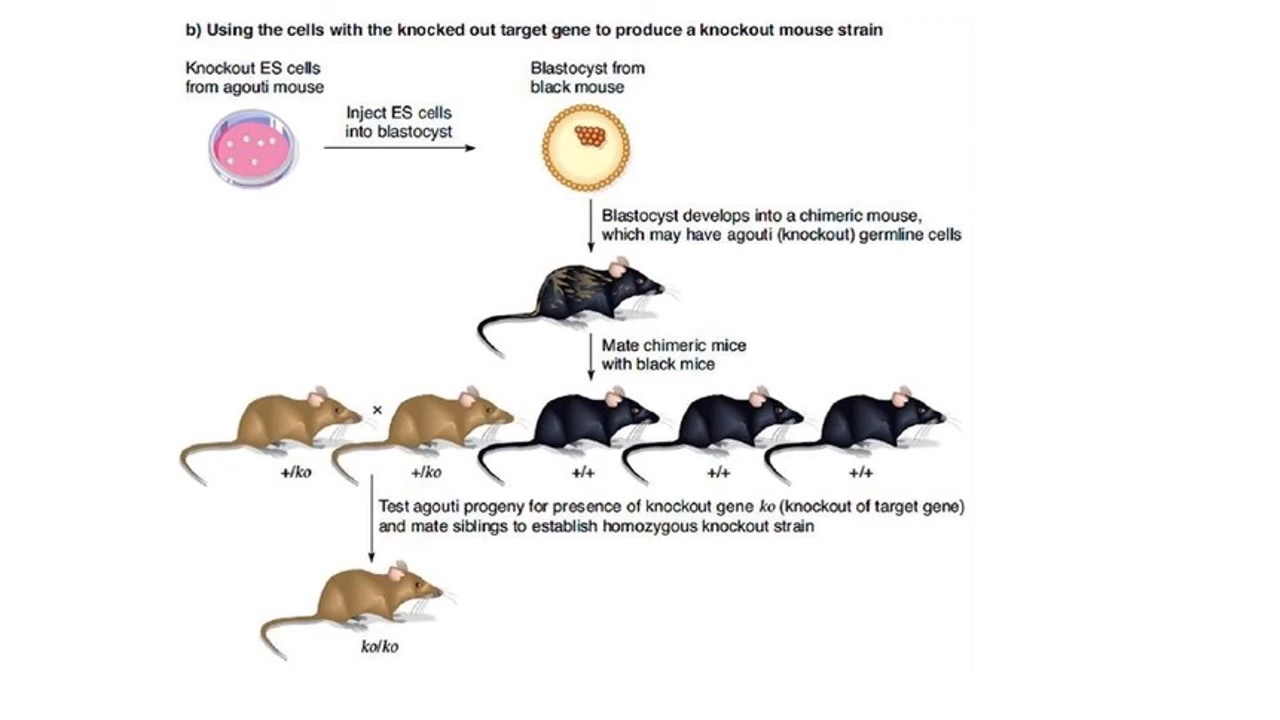 b) Using the cells with the knocked out target gene to produce a knockout mouse strain
Knockout ES cells
from agouti mouse
Inject ES cells
into blastocyst
Blastocyst from
black mouse
Blastocyst develops into a chimeric mouse,
which may have agouti (knockout) germline cells
Mate chimeric mice
with black mice
×
+/ko
+/ko
+/+
+/+
+/+
Test agouti progeny for presence of knockout gene ko (knockout of target gene)
and mate siblings to establish homozygous knockout strain
ko/ko